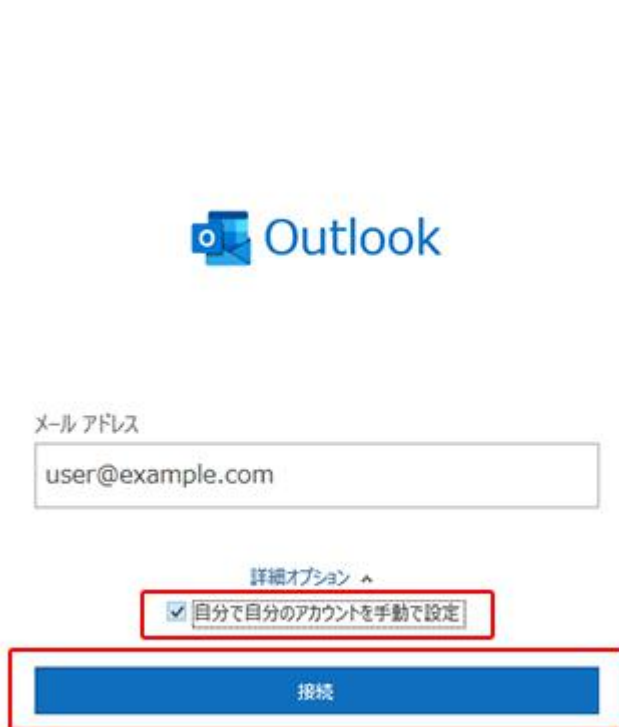 Outlook
メール アドレス
user@example.com
詳細オプション
自分で自分のアカウントを手動で設定
接続